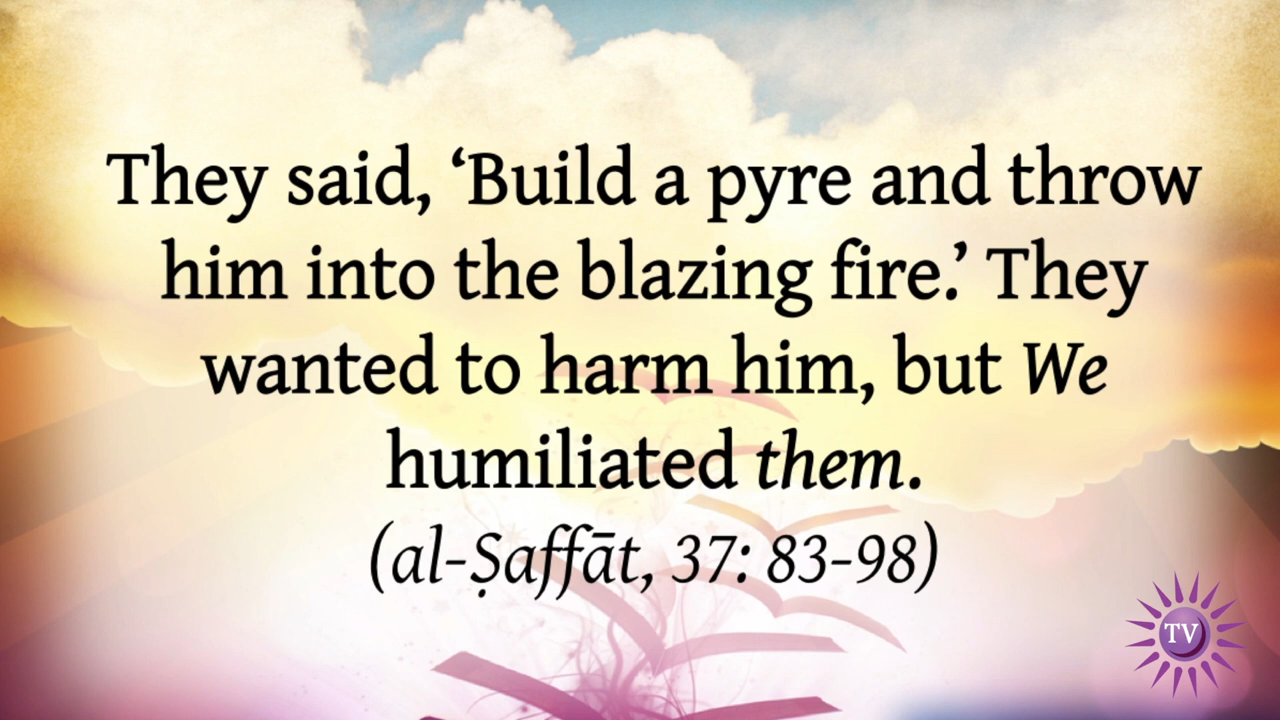 They said, ‘Build a pyre and throw
him into the blazing fire.’ They
wanted to harm him, but We
humiliated them.
(al-Ṣaffāt, 37: 83-98)
TV